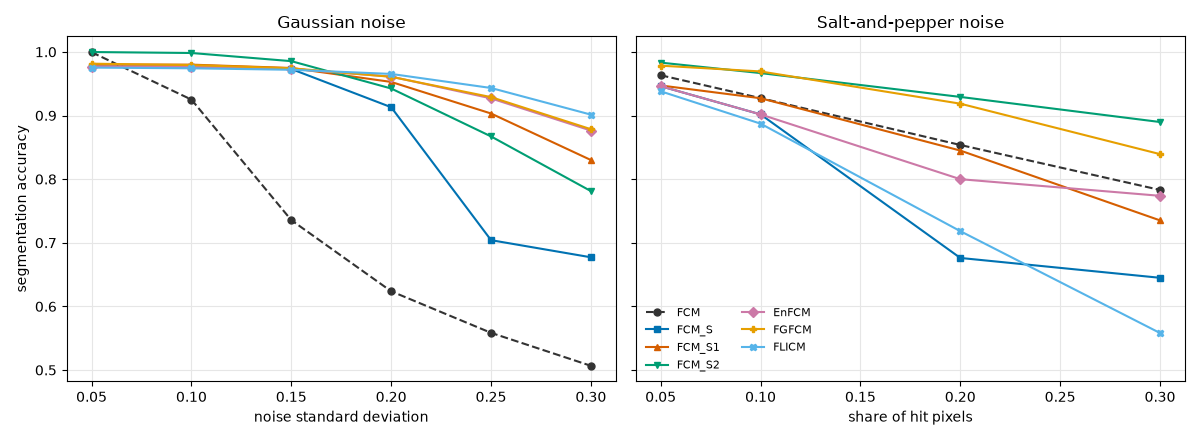 Gaussian noise
Salt-and-pepper noise
segmentation accuracy
1.0
0.9
0.8
0.7
0.6
0.5
0.05 0.10 0.15 0.20 0.25 0.30
noise standard deviation
FCM
FCM_S
FCM_S1
FCM_S2
EnFCM
FGFCM
FLICM
0.05 0.10 0.15 0.20 0.25 0.30
share of hit pixels